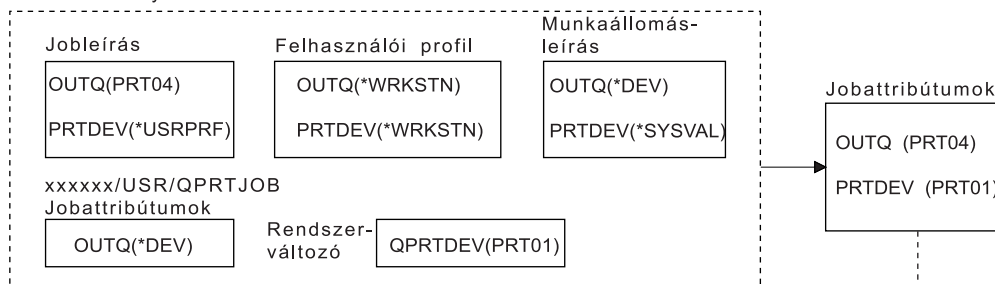 Jobleírás
OUTQ(PRT04)
PRTDEV(*USRPRF)
Felhasználói profil
OUTQ(*WRKSTN)
PRTDEV(*WRKSTN)
Munkaállomás-
leírás
OUTQ(*DEV)
PRTDEV(*SYSVAL)
xxxxxx/USR/QPRTJOB
Jobattribútumok
OUTQ(*DEV)
Rendszer-
változó
QPRTDEV(PRT01)
Jobattribútumok
OUTQ (PRT04)
PRTDEV (PRT01)